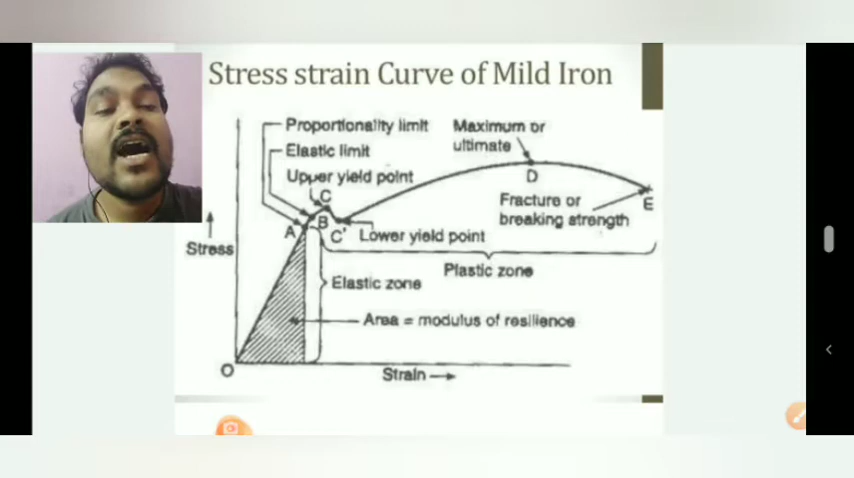 Stress strain Curve of Mild Iron
Proportionality limit
Maximum or
ultimate
Elastic limit
Upper yield point
C
D
Fracture or
breaking strength
E
A
B
C'
Lower yield point
Stress
Plastic zone
Elastic zone
Area = modulus of resilience
O
Strain